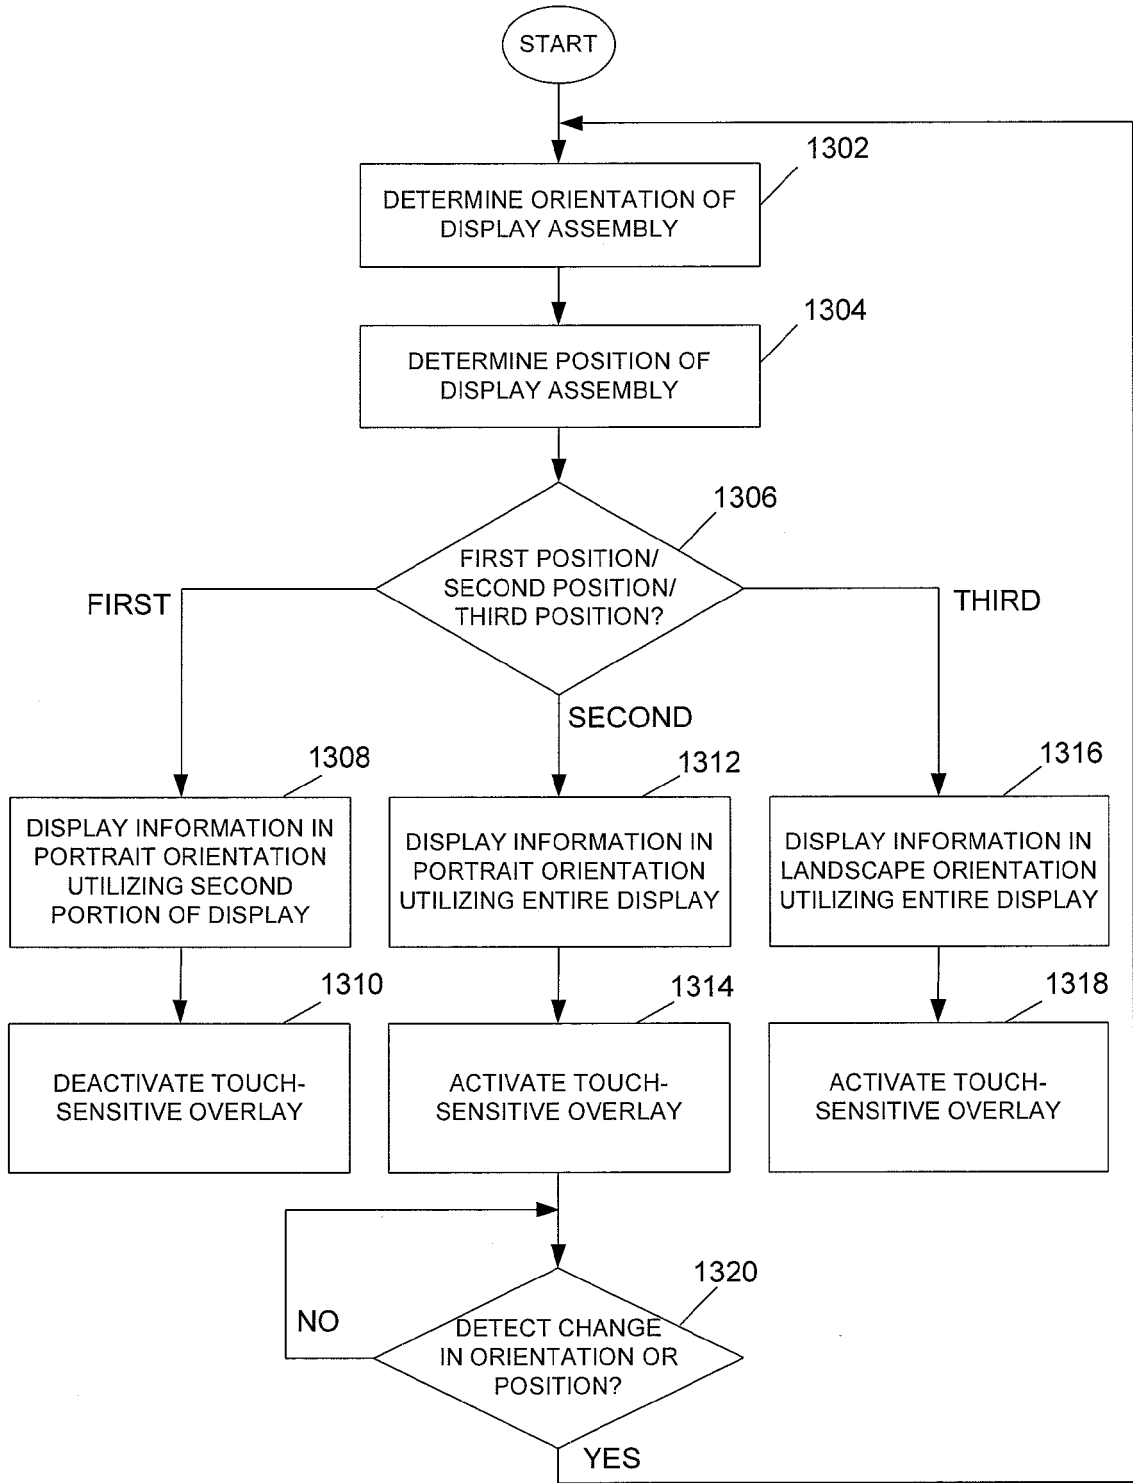 START
1302
DETERMINE ORIENTATION OF
DISPLAY ASSEMBLY
1304
DETERMINE POSITION OF
DISPLAY ASSEMBLY
1306
FIRST POSITION/
SECOND POSITION/
THIRD POSITION?
FIRST
THIRD
SECOND
1308
DISPLAY INFORMATION IN
PORTRAIT ORIENTATION
UTILIZING SECOND
PORTION OF DISPLAY
1312
DISPLAY INFORMATION IN
PORTRAIT ORIENTATION
UTILIZING ENTIRE DISPLAY
1316
DISPLAY INFORMATION IN
LANDSCAPE ORIENTATION
UTILIZING ENTIRE DISPLAY
1310
DEACTIVATE TOUCH-
SENSITIVE OVERLAY
1314
ACTIVATE TOUCH-
SENSITIVE OVERLAY
1318
ACTIVATE TOUCH-
SENSITIVE OVERLAY
1320
DETECT CHANGE
IN ORIENTATION OR
POSITION?
NO
YES